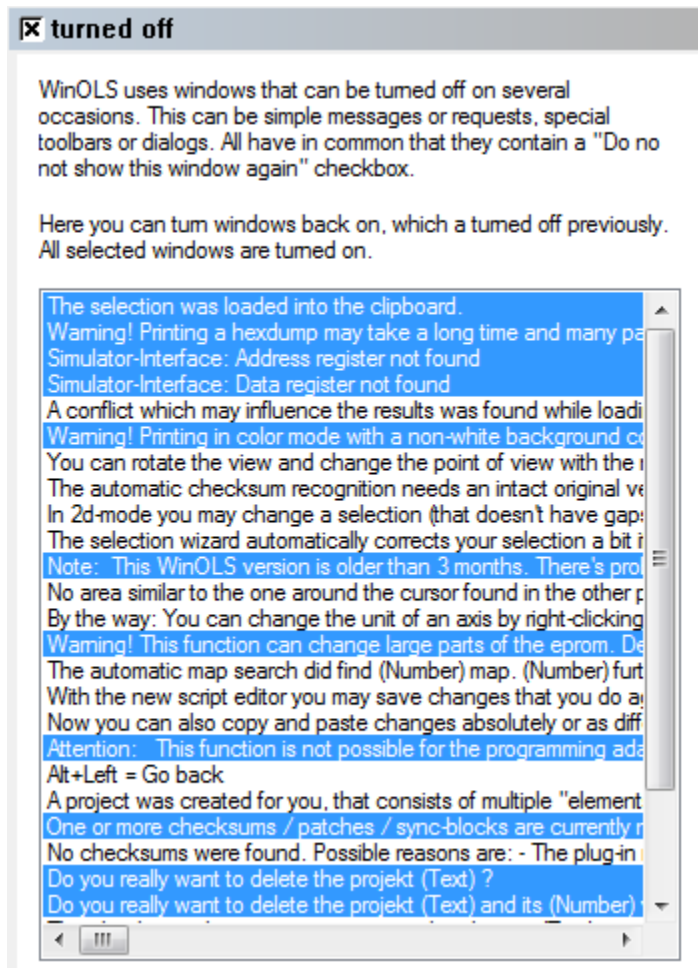 turned off
WinOLS uses windows that can be turned off on several
occasions. This can be simple messages or requests, special
toolbars or dialogs. All have in common that they contain a "Do no
not show this window again" checkbox.
Here you can turn windows back on, which a turned off previously.
All selected windows are turned on.
The selection was loaded into the clipboard.
Warning! Printing a hexdump may take a long time and many pa
Simulator-Interface: Address register not found
Simulator-Interface: Data register not found
A conflict which may influence the results was found while loadi
Warning! Printing in color mode with a non-white background co
You can rotate the view and change the point of view with the
The automatic checksum recognition needs an intact original ve
In 2d-mode you may change a selection (that doesn't have gaps
The selection wizard automatically corrects your selection a bit
Note: This WinOLS version is older than 3 months. There's prol
No area similar to the one around the cursor found in the other
By the way: You can change the unit of an axis by right-clicking
Warning! This function can change large parts of the eprom. De
The automatic map search did find (Number) map. (Number) furt
With the new script editor you may save changes that you do
Now you can also copy and paste changes absolutely or as diff
Attention: This function is not possible for the programming ada
Alt+Left = Go back
A project was created for you, that consists of multiple "element
One or more checksums / patches / sync-blocks are currently
No checksums were found. Possible reasons are: - The plug-in
Do you really want to delete the projekt (Text) ?
Do you really want to delete the projekt (Text) and its (Number)